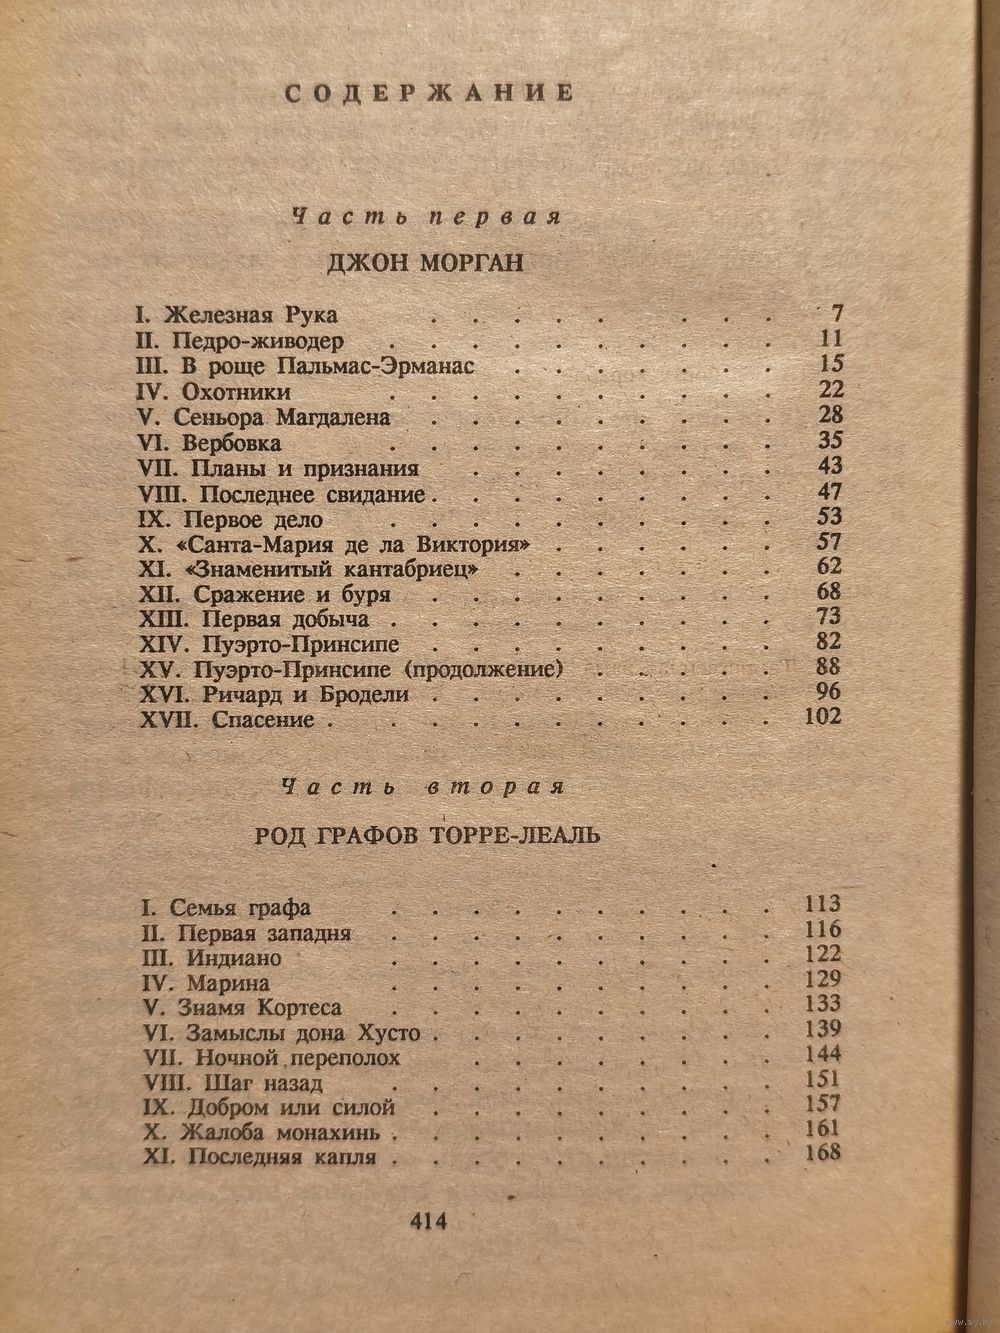 СОДЕРЖАНИЕ
Часть первая
ДЖОН МОРГАН
I. Железная Рука . . . . . . . . . 7
II. Педро-живодер . . . . . . . . . . 11
III. В роще Пальмас-Эрманас . . . . . . . 15
IV. Охотники . . . . . . . . . . 22
V. Сеньора Магдалена . . . . . . . . . 28
VI. Вербовка . . . . . . . . . . 35
VII. Планы и признания . . . . . . . . 43
VIII. Последнее свидание . . . . . . . . . 47
IX. Первое дело . . . . . . . . . . 53
X. «Санта-Мария де ла Виктория» . . . . . . 57
XI. «Знаменитый кантабриец» . . . . . . . 62
XII. Сражение и буря . . . . . . . . . 68
XIII. Первая добыча . . . . . . . . . . 73
XIV. Пуэрто-Принсипе . . . . . . . . . 82
XV. Пуэрто-Принсипе (продолжение) . . . . . 88
XVI. Ричард и Бродели . . . . . . . . . 96
XVII. Спасение . . . . . . . . . . . 102
Часть вторая
РОД ГРАФОВ ТОРРЕ-ЛЕАЛЬ
I. Семья графа . . . . . . . . . . 113
II. Первая западня . . . . . . . . . . 116
III. Индиано . . . . . . . . . . 122
IV. Марина . . . . . . . . . . 129
V. Знамя Кортеса . . . . . . . . . . 133
VI. Замыслы дона Хусто . . . . . . . . . 139
VII. Ночной переполох . . . . . . . . 144
VIII. Шаг назад . . . . . . . . . . 151
IX. Добром или силой . . . . . . . . . 157
X. Жалоба монахинь . . . . . . . . . . 161
XI. Последняя капля . . . . . . . . . . 168
414
www.ay.by